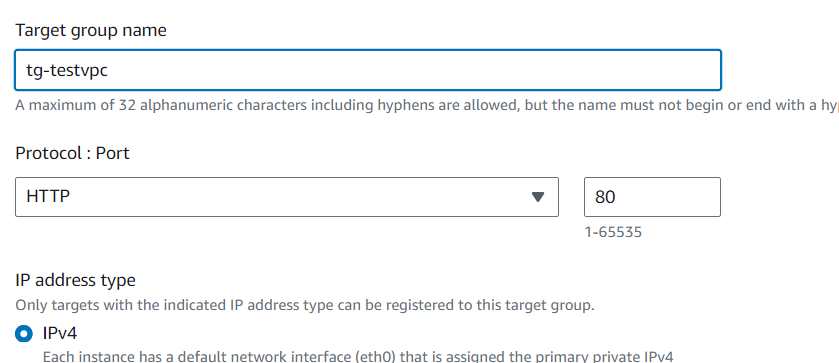 Target group name
tg-testvpc
A maximum of 32 alphanumeric characters including hyphens are allowed, but the name must not begin or end with a
Protocol : Port
HTTP
80
1-65535
IP address type
Only targets with the indicated IP address type can be registered to this target group.
IPv4
Each instance has a default network interface (eth0) that is assigned the primary private IPv4